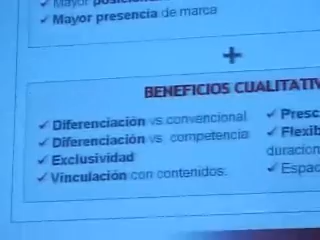 ✓ Mayor
✓ Mayor presencia de marca
+
BENEFICIOS CUALITATIV
✓ Diferenciación vs convencional
✓ Diferenciación vs competencia
✓ Exclusividad
✓ Vinculación con contenidos.
✓ Presc
✓ Flexib
duracion
✓ Espac